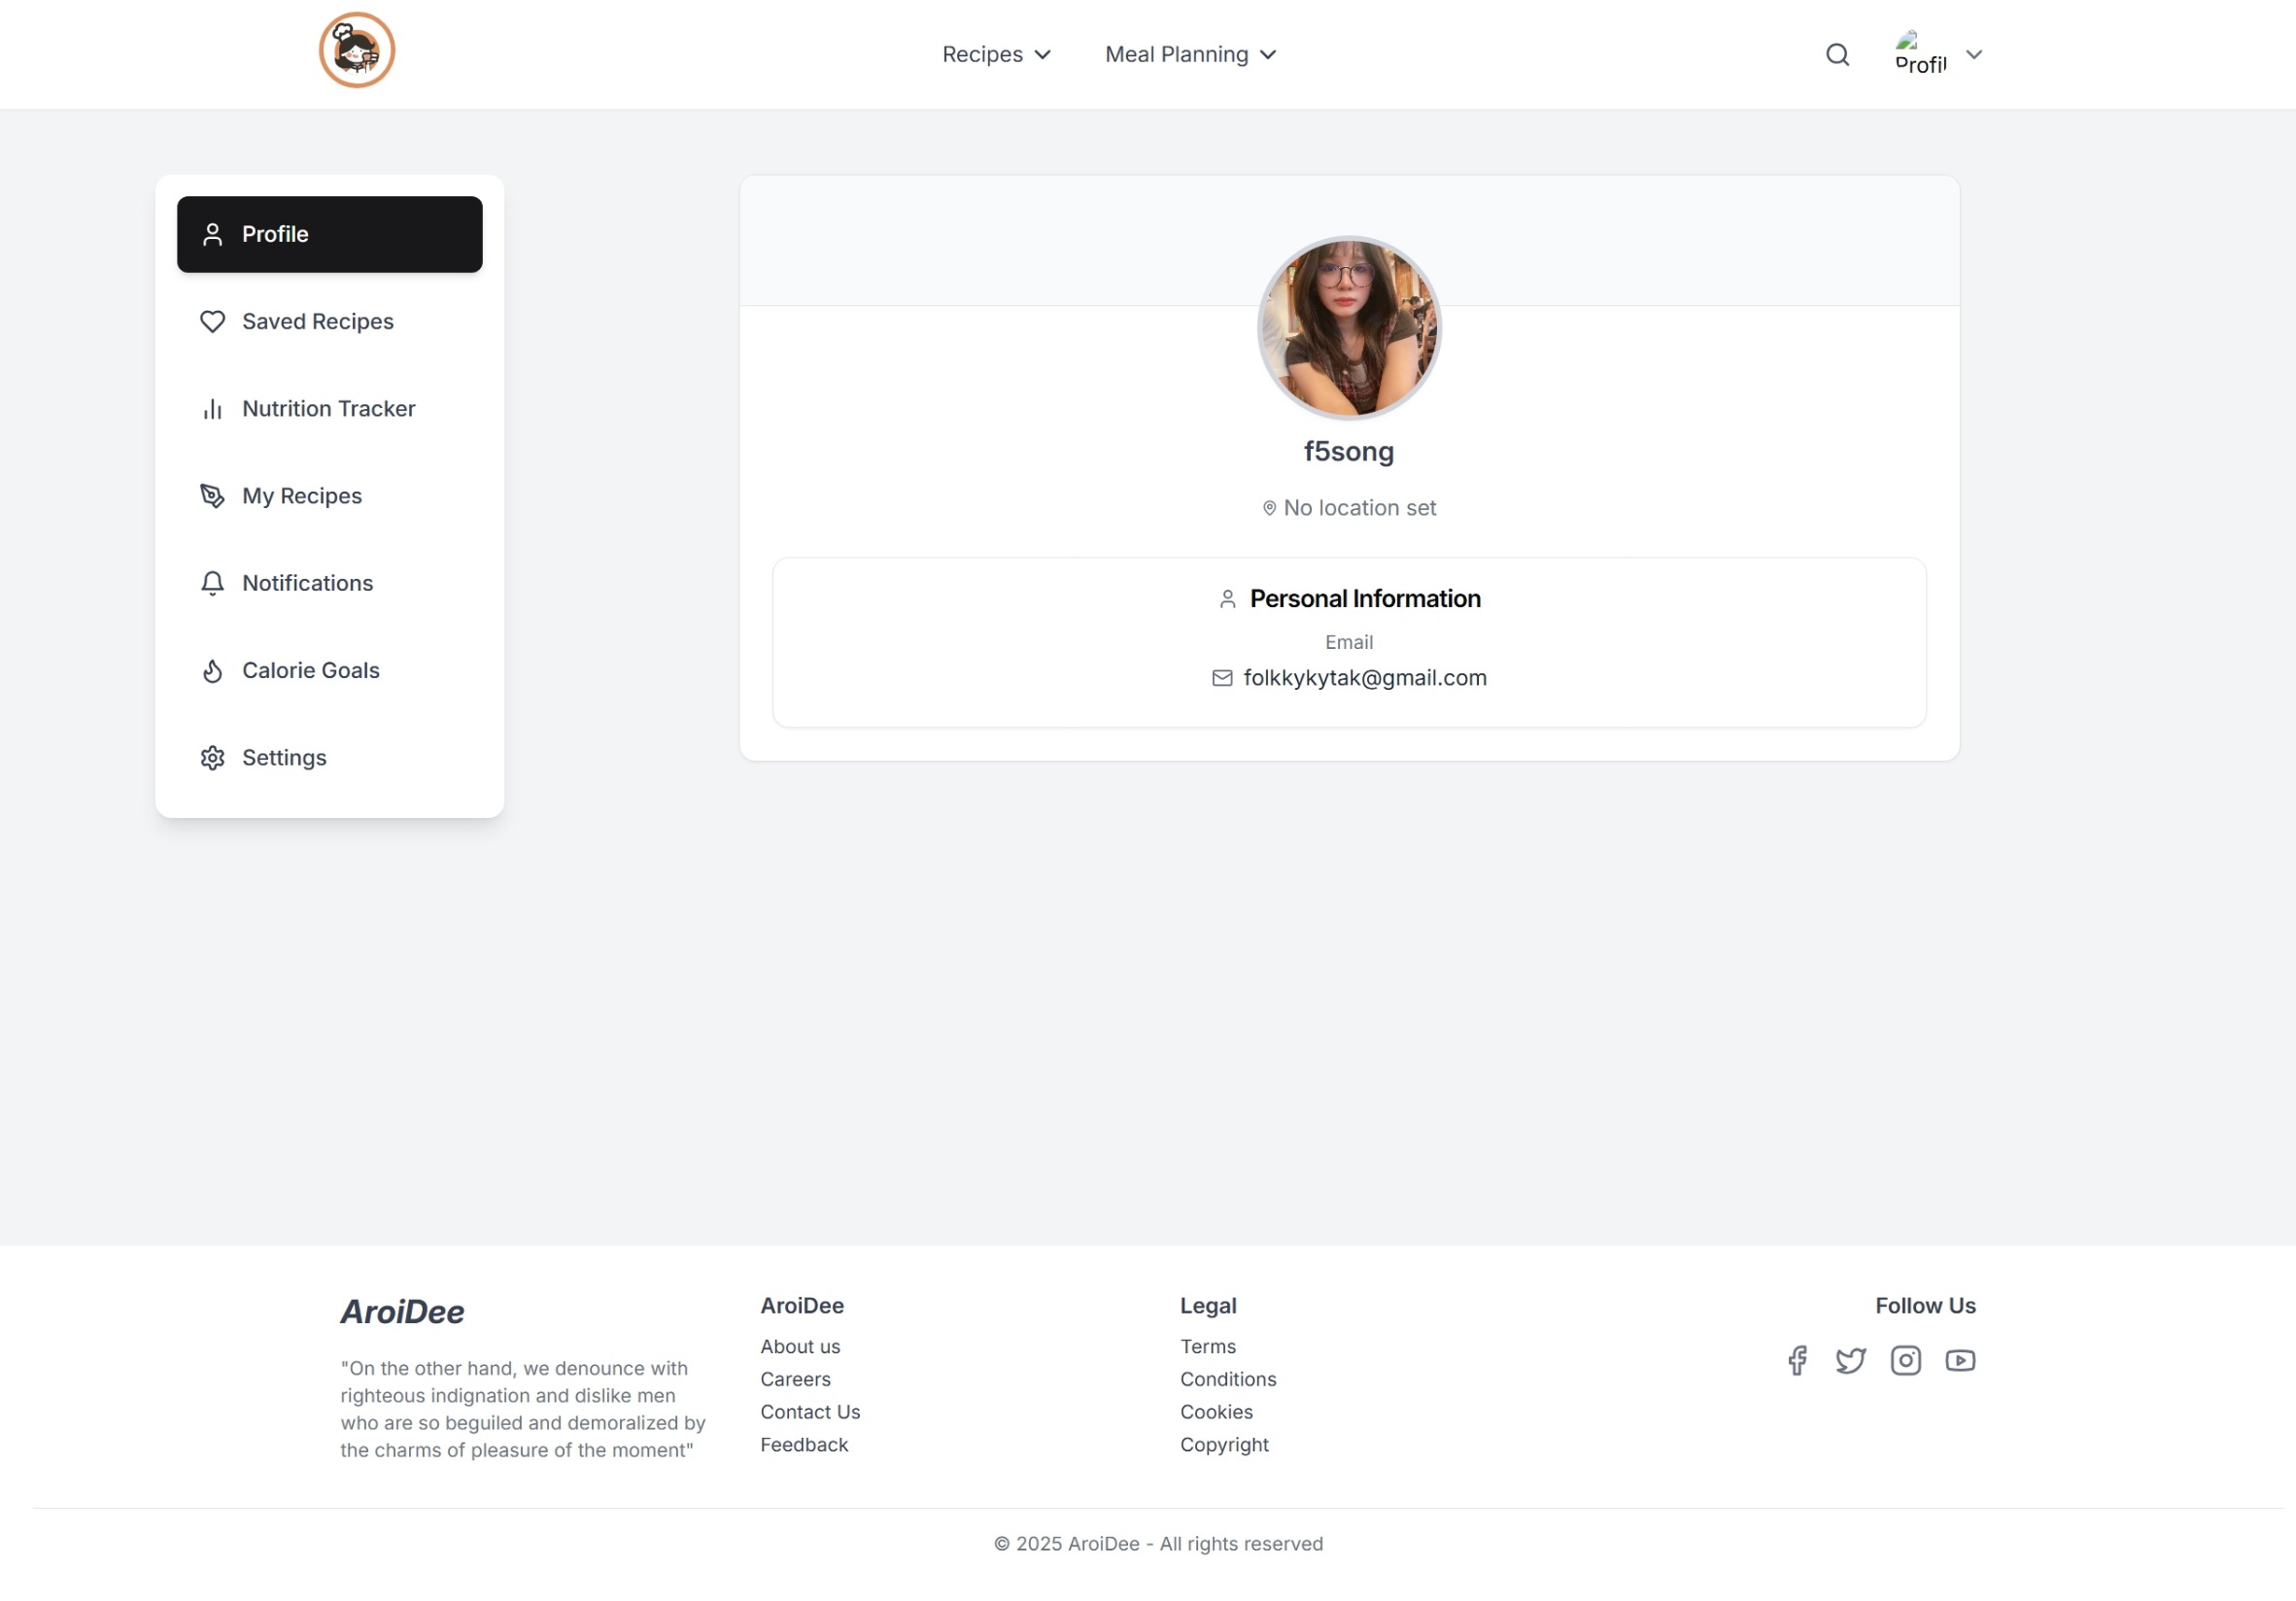 Recipes
Meal Planning
Profil
Profile
Saved Recipes
Nutrition Tracker
My Recipes
Notifications
Calorie Goals
Settings
f5song
No location set
Personal Information
Email
folkkykytak@gmail.com
AroiDee
"On the other hand, we denounce with
righteous indignation and dislike men
who are so beguiled and demoralized by
the charms of pleasure of the moment"
AroiDee
About us
Careers
Contact Us
Feedback
Legal
Terms
Conditions
Cookies
Copyright
Follow Us
© 2025 AroiDee - All rights reserved